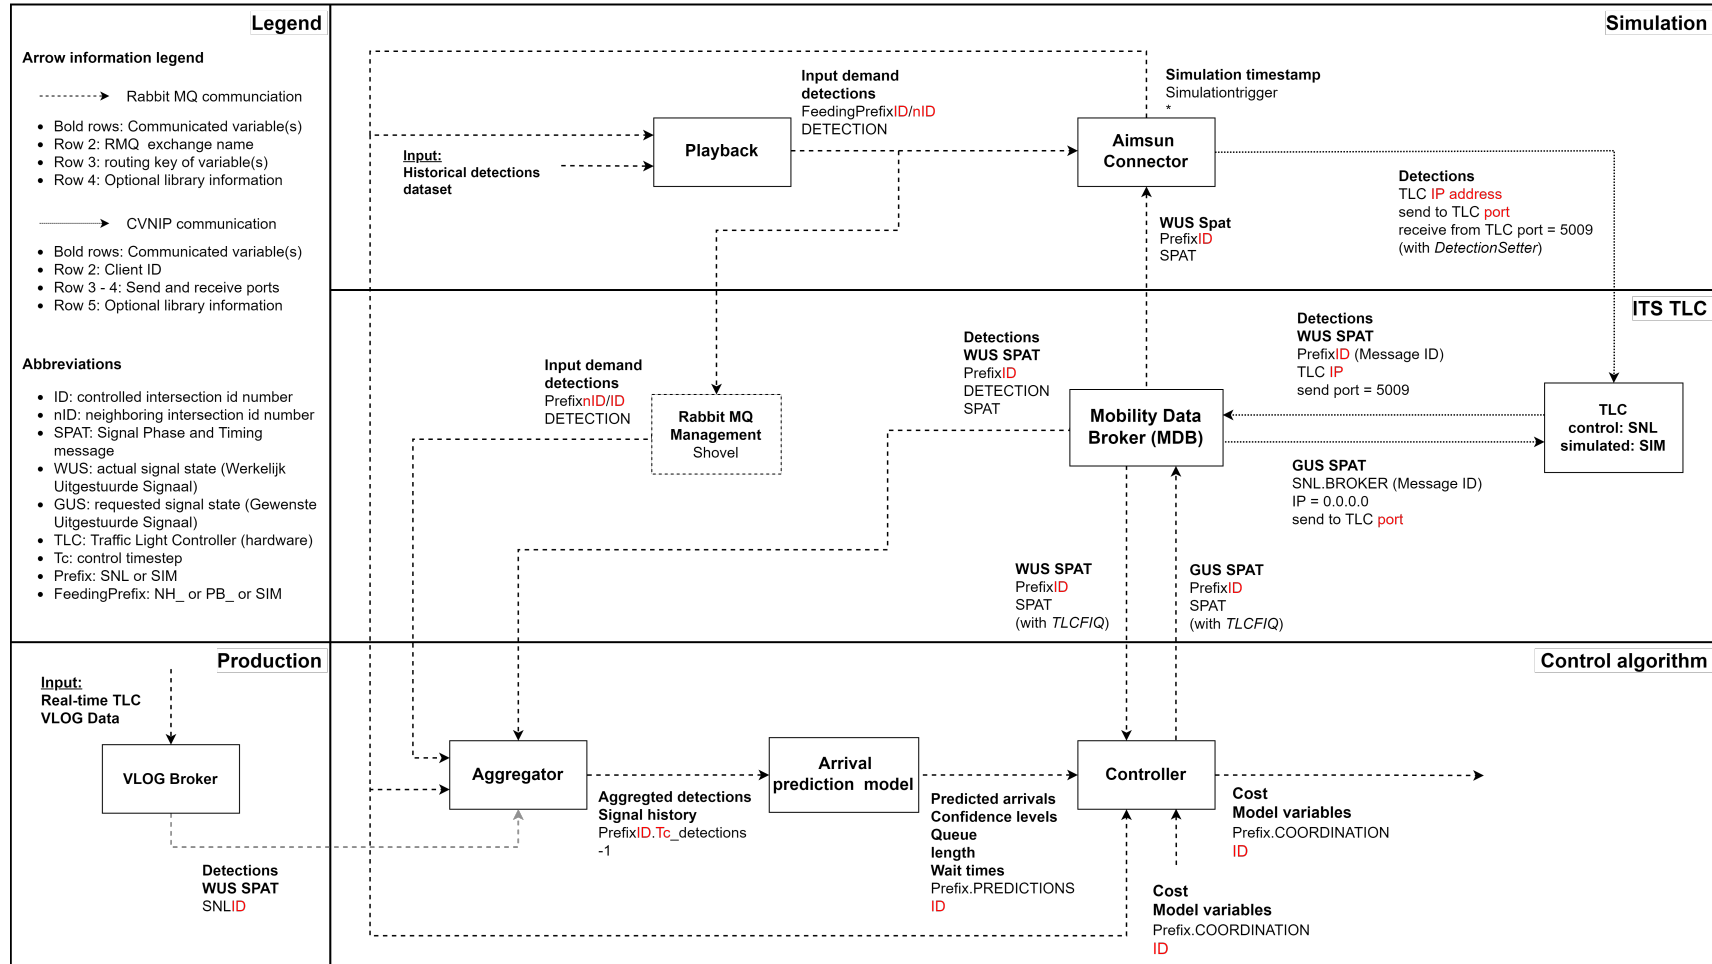 Legend
Arrow information legend
Rabbit MQ communciation
Bold rows: Communicated variable(s)
Row 2: RMQ exchange name
Row 3: routing key of variable(s)
Row 4: Optional library information
CVNIP communication
Bold rows: Communicated variable(s)
Row 2: Client ID
Row 3 - 4: Send and receive ports
Row 5: Optional library information
Abbreviations
ID: controlled intersection id number
nID: neighboring intersection id number
SPAT: Signal Phase and Timing
message
WUS: actual signal state (Werkelijk
Uitgestuurde Signaal)
GUS: requested signal state (Gewenste
Uitgestuurde Signaal)
TLC: Traffic Light Controller (hardware)
Tc: control timestep
Prefix: SNL or SIM
FeedingPrefix: NH_ or PB_ or SIM
Simulation
Input:
Historical detections
dataset
Playback
Input demand
detections
FeedingPrefixID/nID
DETECTION
Simulation timestamp
Simulationtrigger
*
Aimsun
Connector
WUS Spat
PrefixID
SPAT
Detections
TLC IP address
send to TLC port
receive from TLC port = 5009
(with DetectionSetter)
ITS TLC
Input demand
detections
PrefixnID/ID
DETECTION
Rabbit MQ
Management
Shovel
Detections
WUS SPAT
PrefixID
DETECTION
SPAT
Mobility Data
Broker (MDB)
Detections
WUS SPAT
PrefixID (Message ID)
TLC IP
send port = 5009
TLC
control: SNL
simulated: SIM
GUS SPAT
SNL.BROKER (Message ID)
IP = 0.0.0.0
send to TLC port
WUS SPAT
PrefixID
SPAT
(with TLCFIQ)
GUS SPAT
PrefixID
SPAT
(with TLCFIQ)
Production
Input:
Real-time TLC
VLOG Data
VLOG Broker
Detections
WUS SPAT
SNLID
Control algorithm
Aggregator
Aggregted detections
Signal history
PrefixID.Tc_detections
-1
Arrival
prediction model
Predicted arrivals
Confidence levels
Queue
length
Wait times
Prefix.PREDICTIONS
ID
Controller
Cost
Model variables
Prefix.COORDINATION
ID
Cost
Model variables
Prefix.COORDINATION
ID